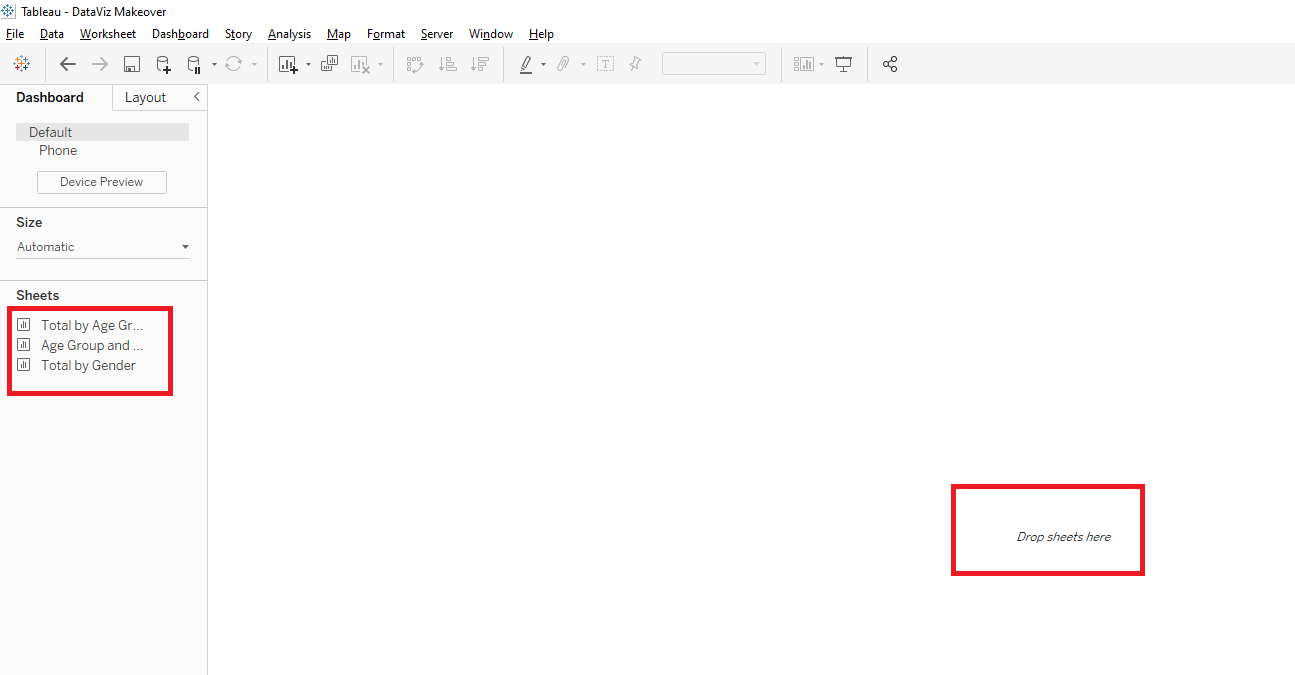 Tableau - DataViz Makeover
File Data Worksheet Dashboard Story Analysis Map Format Server Window Help
T
Dashboard Layout
Default
Phone
Device Preview
Size
Automatic
Sheets
Total by Age Gr...
Age Group and ...
Total by Gender
Drop sheets here